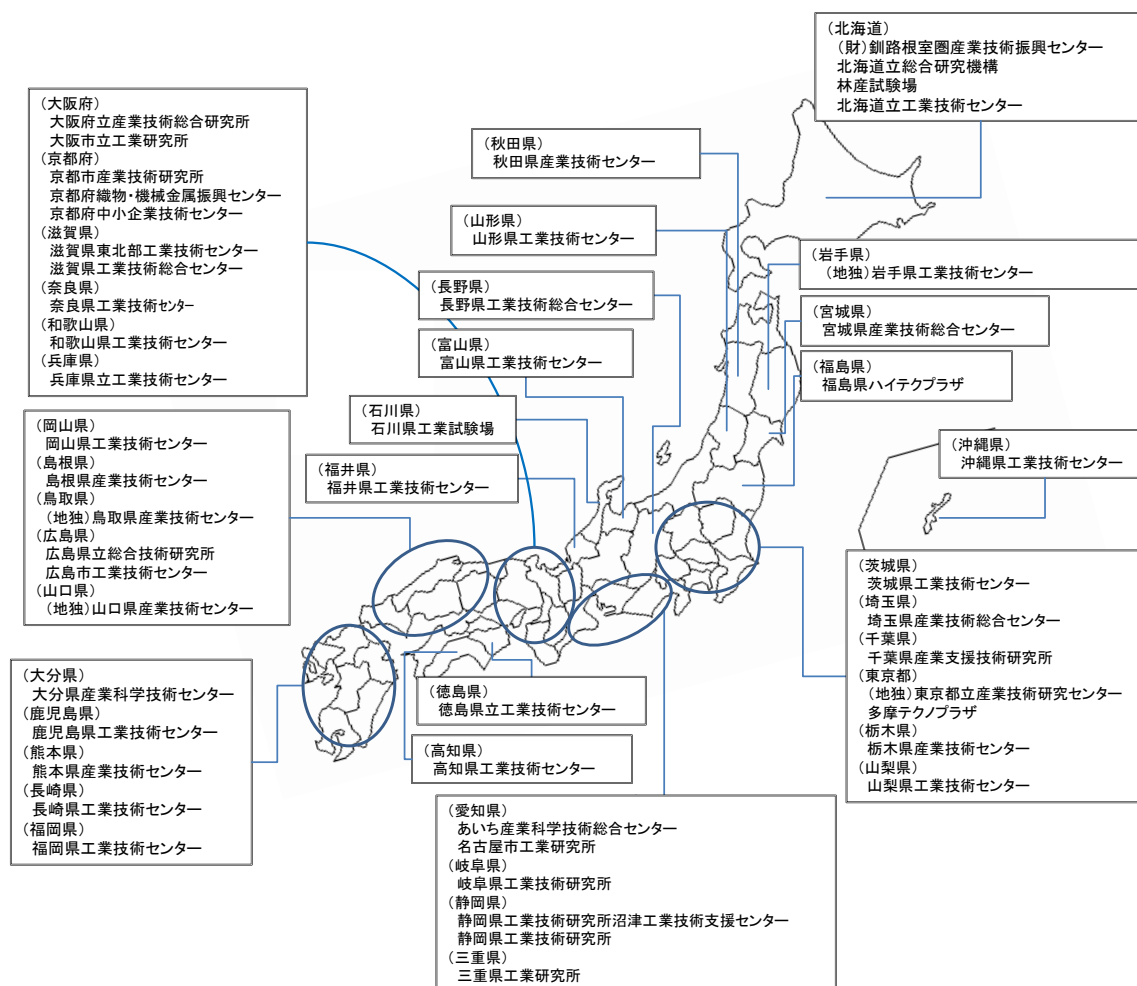 (北海道)
(財)釧路根室圏産業技術振興センター
北海道立総合研究機構
林産試験場
北海道立工業技術センター
(大阪府)
大阪府立産業技術総合研究所
大阪市立工業研究所
(京都府)
京都市産業技術研究所
京都府織物・機械金属振興センター
京都府中小企業技術センター
(滋賀県)
滋賀県東北部工業技術センター
滋賀県工業技術総合センター
(奈良県)
奈良県工業技術センター
(和歌山県)
和歌山県工業技術センター
(兵庫県)
兵庫県立工業技術センター
(秋田県)
秋田県産業技術センター
(山形県)
山形県工業技術センター
(岩手県)
(地独)岩手県工業技術センター
(長野県)
長野県工業技術総合センター
(宮城県)
宮城県産業技術総合センター
(富山県)
富山県工業技術センター
(福島県)
福島県ハイテクプラザ
(石川県)
石川県工業試験場
(福井県)
福井県工業技術センター
(沖縄県)
沖縄県工業技術センター
(岡山県)
岡山県工業技術センター
(島根県)
島根県産業技術センター
(鳥取県)
(地独)鳥取県産業技術センター
(広島県)
広島県立総合技術研究所
広島市工業技術センター
(山口県)
(地独)山口県産業技術センター
(茨城県)
茨城県工業技術センター
(埼玉県)
埼玉県産業技術総合センター
(千葉県)
千葉県産業支援技術研究所
(東京都)
(地独)東京都立産業技術研究センター
多摩テクノプラザ
(栃木県)
栃木県産業技術センター
(山梨県)
山梨県工業技術センター
(大分県)
大分県産業科学技術センター
(鹿児島県)
鹿児島県工業技術センター
(熊本県)
熊本県産業技術センター
(長崎県)
長崎県工業技術センター
(福岡県)
福岡県工業技術センター
(徳島県)
徳島県立工業技術センター
(高知県)
高知県工業技術センター
(愛知県)
あいち産業科学技術総合センター
名古屋市工業研究所
(岐阜県)
岐阜県工業技術研究所
(静岡県)
静岡県工業技術研究所沼津工業技術支援センター
静岡県工業技術研究所
(三重県)
三重県工業研究所